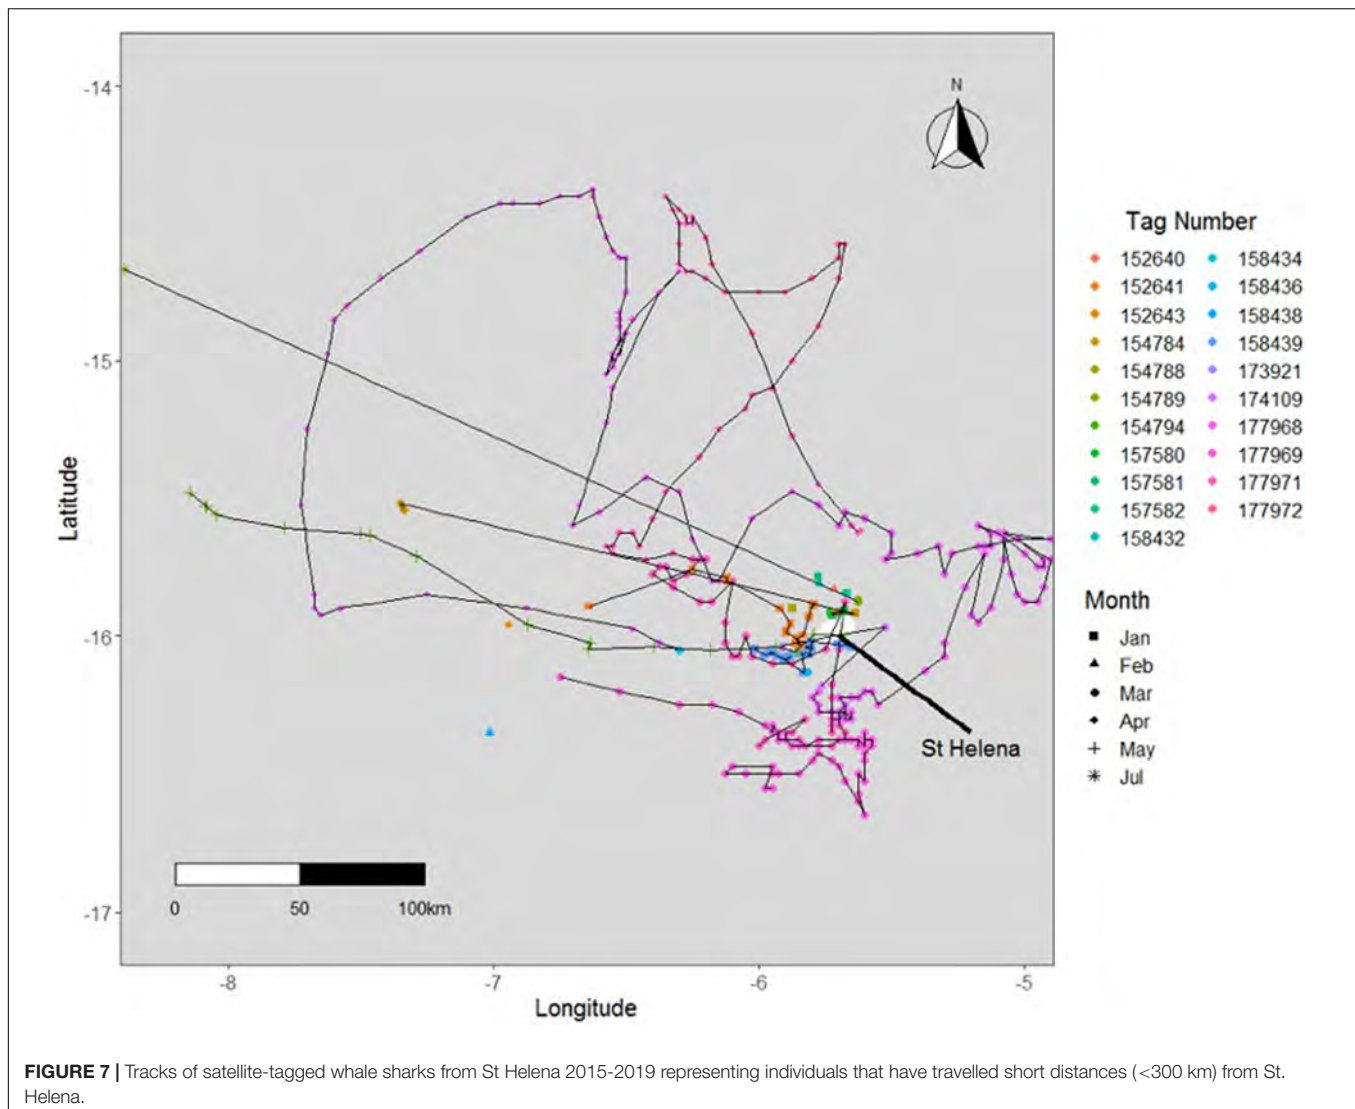 -14
-15
-16
-17
Latitude
N
St Helena
0 50 100km
-8 -7 -6 -5
Longitude
Tag Number
152640 158434
152641 158436
152643 158438
154784 158439
154788 173921
154789 174109
154794 177968
157580 177969
157581 177971
157582 177972
158432
Month
Jan
Feb
Mar
Apr
May
Jul
FIGURE 7 | Tracks of satellite-tagged whale sharks from St Helena 2015-2019 representing individuals that have travelled short distances (<300 km) from St.
Helena.